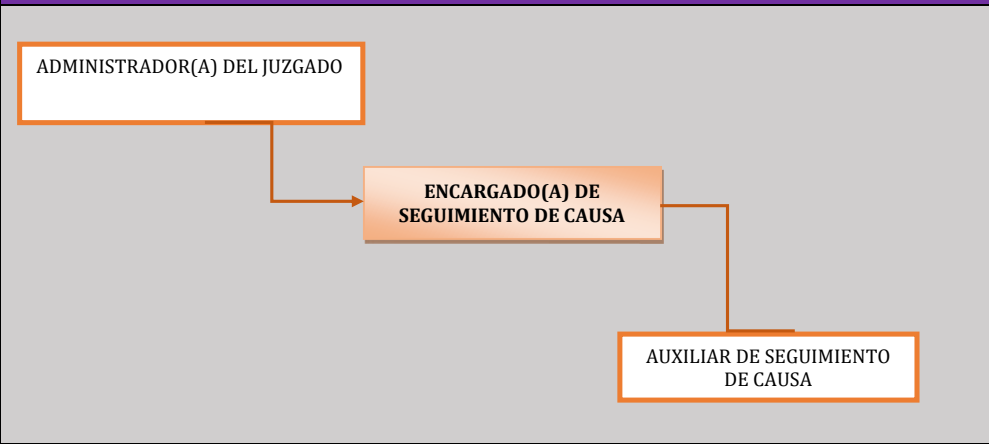 ADMINISTRADOR(A) DEL JUZGADO
ENCARGADO(A) DE
SEGUIMIENTO DE CAUSA
AUXILIAR DE SEGUIMIENTO
DE CAUSA